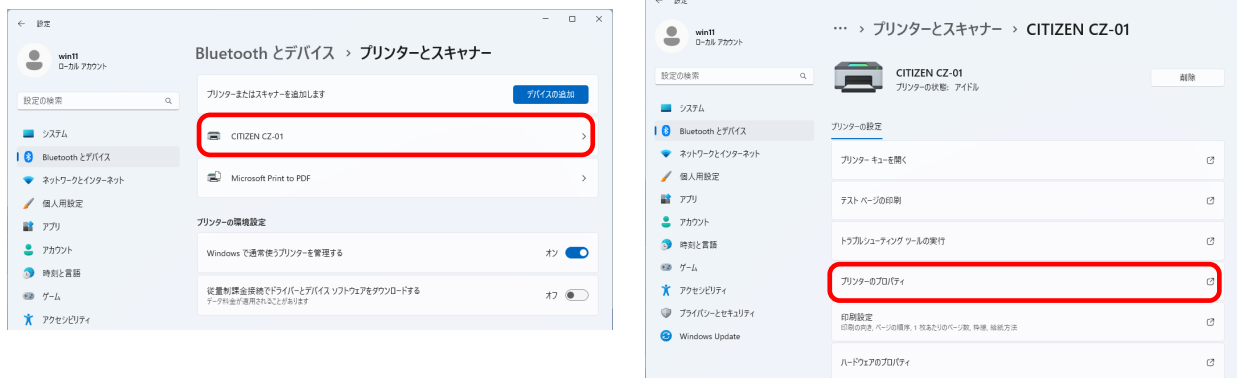 ← 設定
win11
ローカル アカウント
設定の検索
システム
Bluetooth とデバイス
ネットワークとインターネット
個人用設定
アプリ
アカウント
時刻と言語
ゲーム
アクセシビリティ
Bluetooth とデバイス › プリンターとスキャナー
プリンターまたはスキャナーを追加します
デバイスの追加
CITIZEN CZ-01
Microsoft Print to PDF
プリンターの環境設定
Windows で通常使うプリンターを管理する
オン
従量制課金接続でドライバーとデバイス ソフトウェアをダウンロードする
データ料金が適用されることがあります
オフ
← 設定
win11
ローカル アカウント
設定の検索
システム
Bluetooth とデバイス
ネットワークとインターネット
個人用設定
アプリ
アカウント
時刻と言語
ゲーム
アクセシビリティ
プライバシーとセキュリティ
Windows Update
… › プリンターとスキャナー › CITIZEN CZ-01
CITIZEN CZ-01
プリンターの状態: アイドル
削除
プリンターの設定
プリンター キューを開く
テスト ページの印刷
トラブルシューティング ツールの実行
プリンターのプロパティ
印刷設定
印刷の向き, ページの順序, 1 枚あたりのページ数, 枠線, 給紙方法
ハードウェアのプロパティ